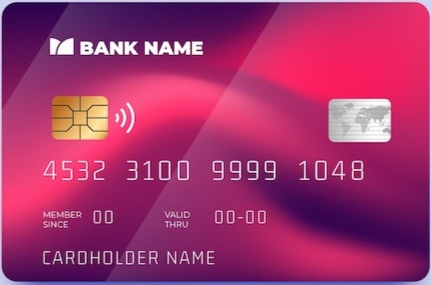 BANK NAME
4532 3100 9999 1048
MEMBER SINCE 00 VALID THRU 00-00
CARDHOLDER NAME